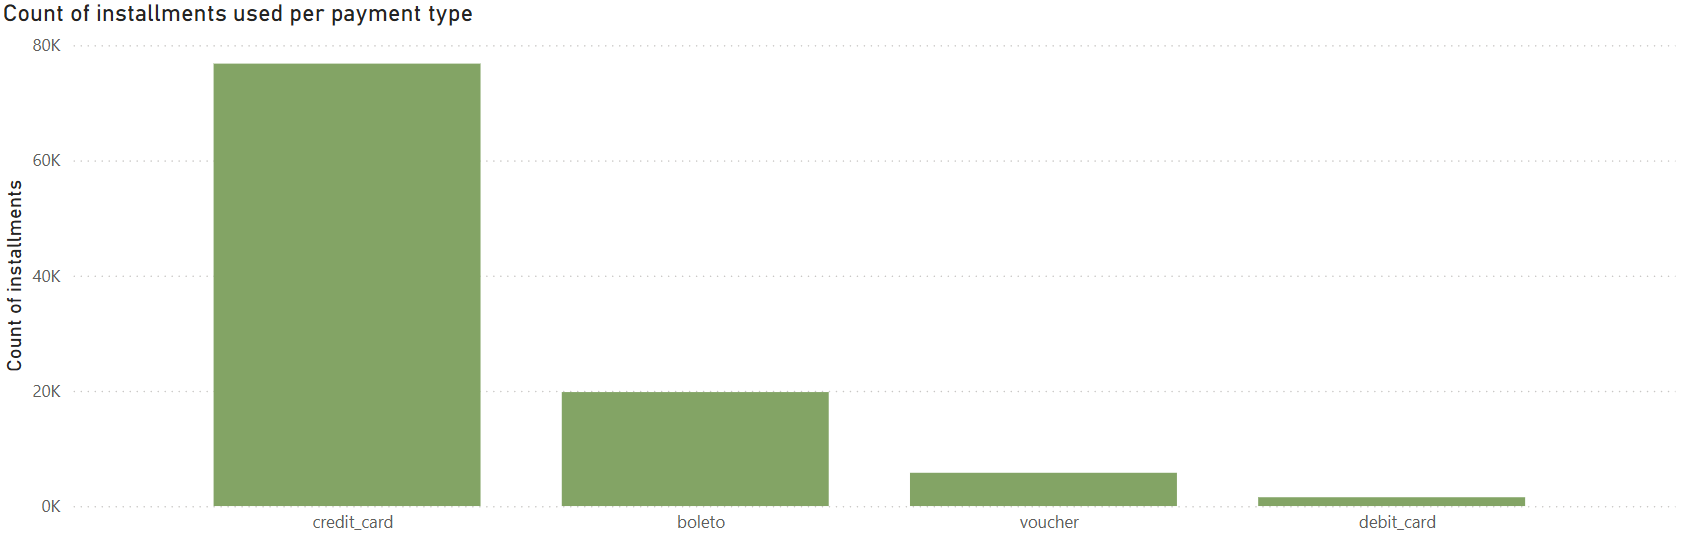 Count of installments used per payment type
Count of installments
80K
60K
40K
20K
0K
credit_card
boleto
voucher
debit_card